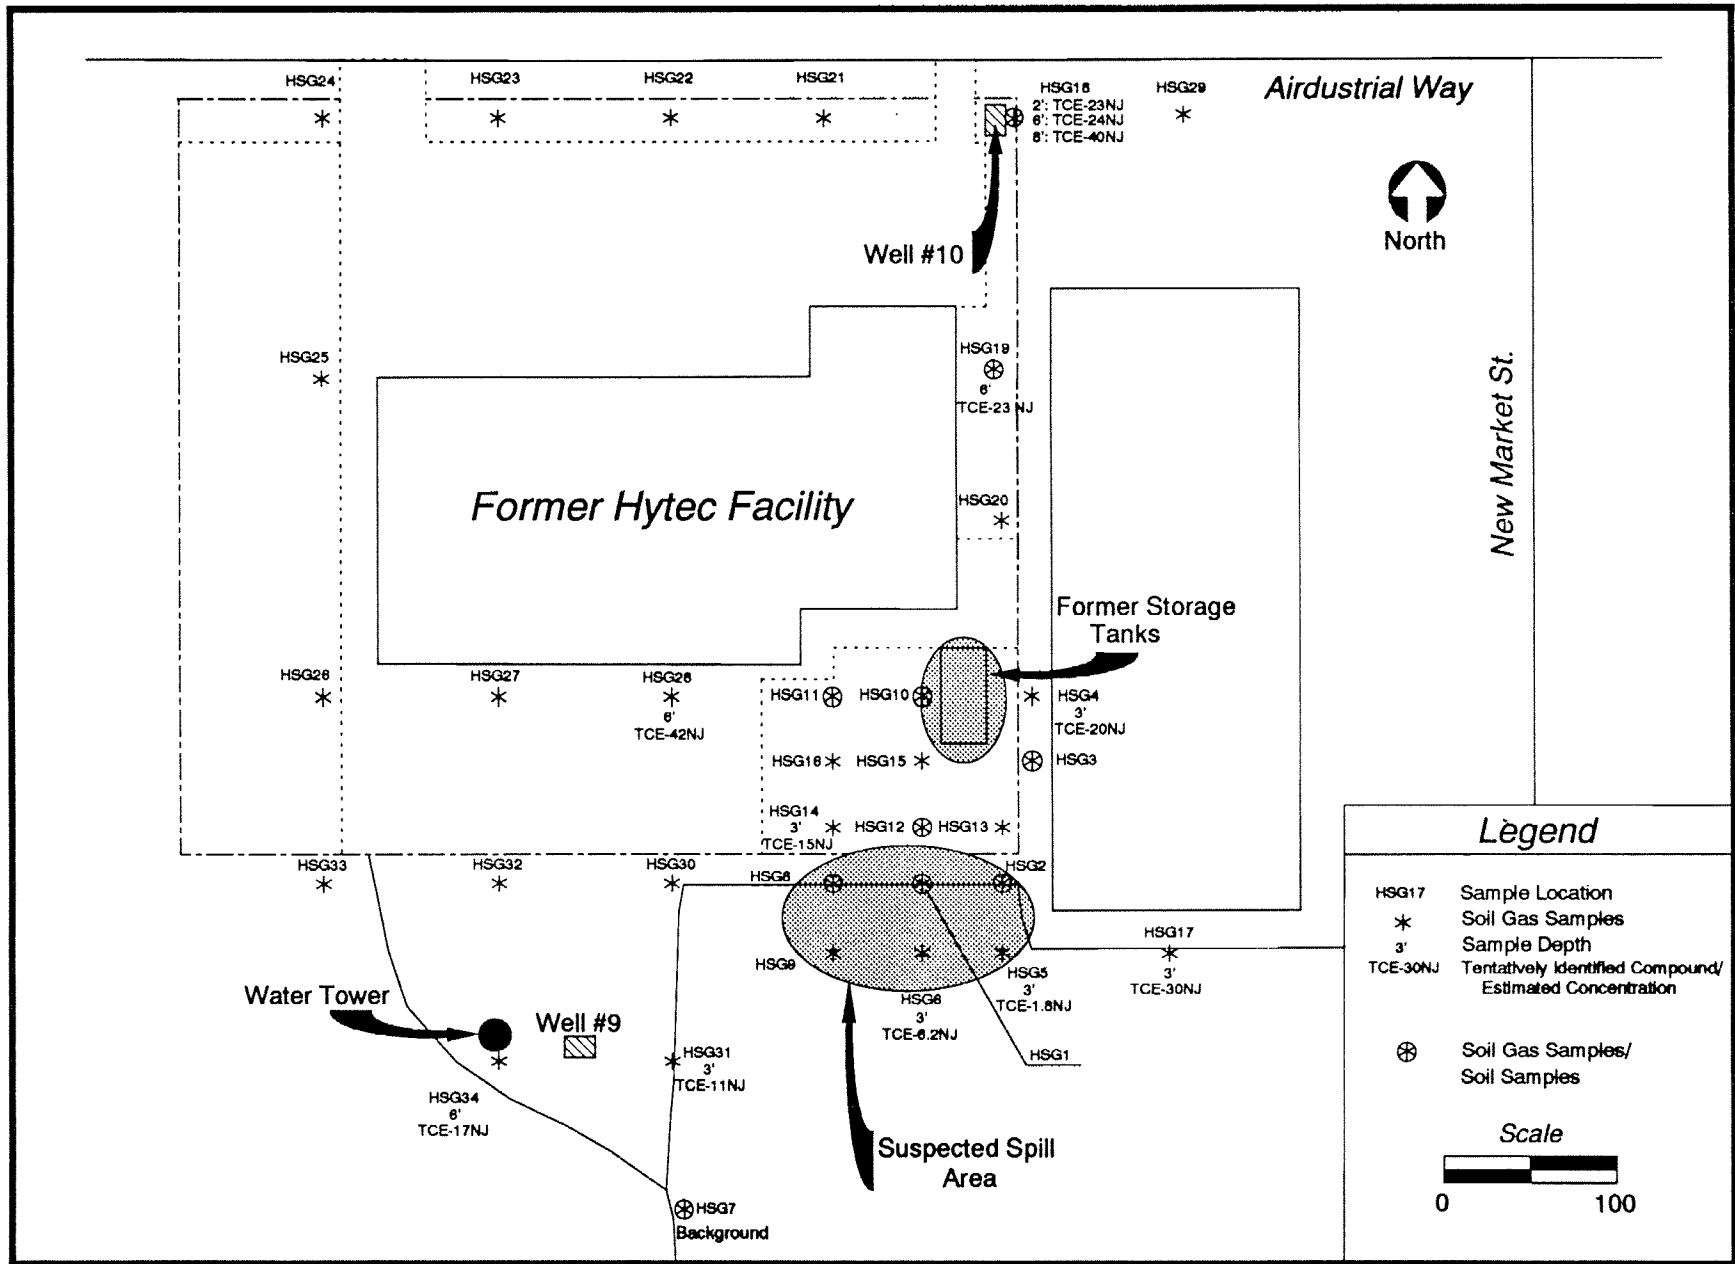 HSG24
HSG23
HSG22
HSG21
HSG18
2': TCE-23NJ
6': TCE-24NJ
8': TCE-40NJ
HSG29
Airdustrial Way
North
Well #10
New Market St.
HSG25
HSG19
6'
TCE-23 NJ
Former Hytec Facility
HSG20
Former Storage
Tanks
HSG26
HSG27
HSG28
6'
TCE-42NJ
HSG11
HSG10
HSG4
3'
TCE-20NJ
HSG16
HSG15
HSG3
HSG14
3'
TCE-15NJ
HSG12
HSG13
HSG33
HSG32
HSG30
HSG8
HSG2
HSG17
3'
TCE-30NJ
HSG9
HSG6
3'
TCE-6.2NJ
HSG5
3'
TCE-1.8NJ
HSG1
Water Tower
Well #9
HSG31
3'
TCE-11NJ
HSG34
6'
TCE-17NJ
Suspected Spill
Area
HSG7
Background
Legend
HSG17 Sample Location
Soil Gas Samples
3' Sample Depth
TCE-30NJ Tentatively Identified Compound/
Estimated Concentration
Soil Gas Samples/
Soil Samples
Scale
0 100